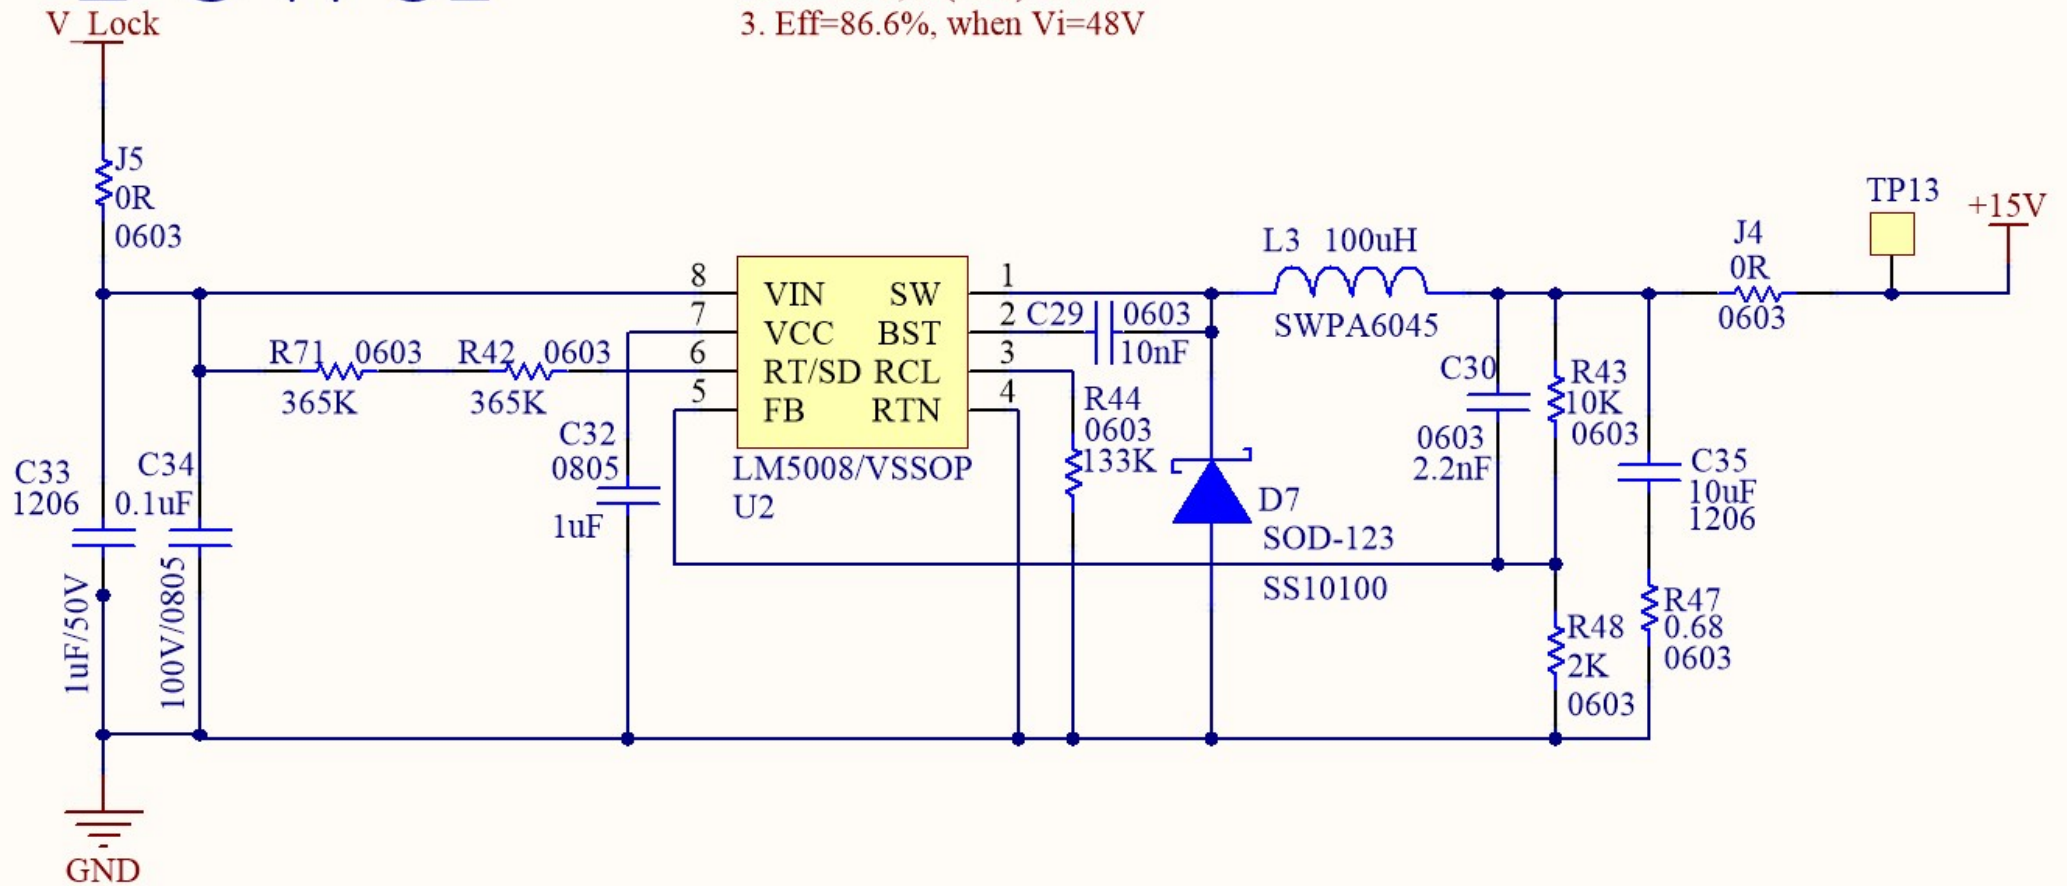 V_Lock
3. Eff=86.6%, when Vi=48V
J5
0R
0603
TP13
+15V
L3 100uH
SWPA6045
J4
0R
0603
8
7
6
5
VIN
VCC
RT/SD
FB
SW
BST
RCL
RTN
1
2
3
4
C29
0603
10nF
R71 0603
365K
R42 0603
365K
LM5008/VSSOP
U2
C32
0805
1uF
R44
0603
133K
C30
0603
2.2nF
R43
10K
0603
C33
1206
1uF/50V
C34
0.1uF
100V/0805
D7
SOD-123
SS10100
C35
10uF
1206
R48
2K
0603
R47
0.68
0603
GND